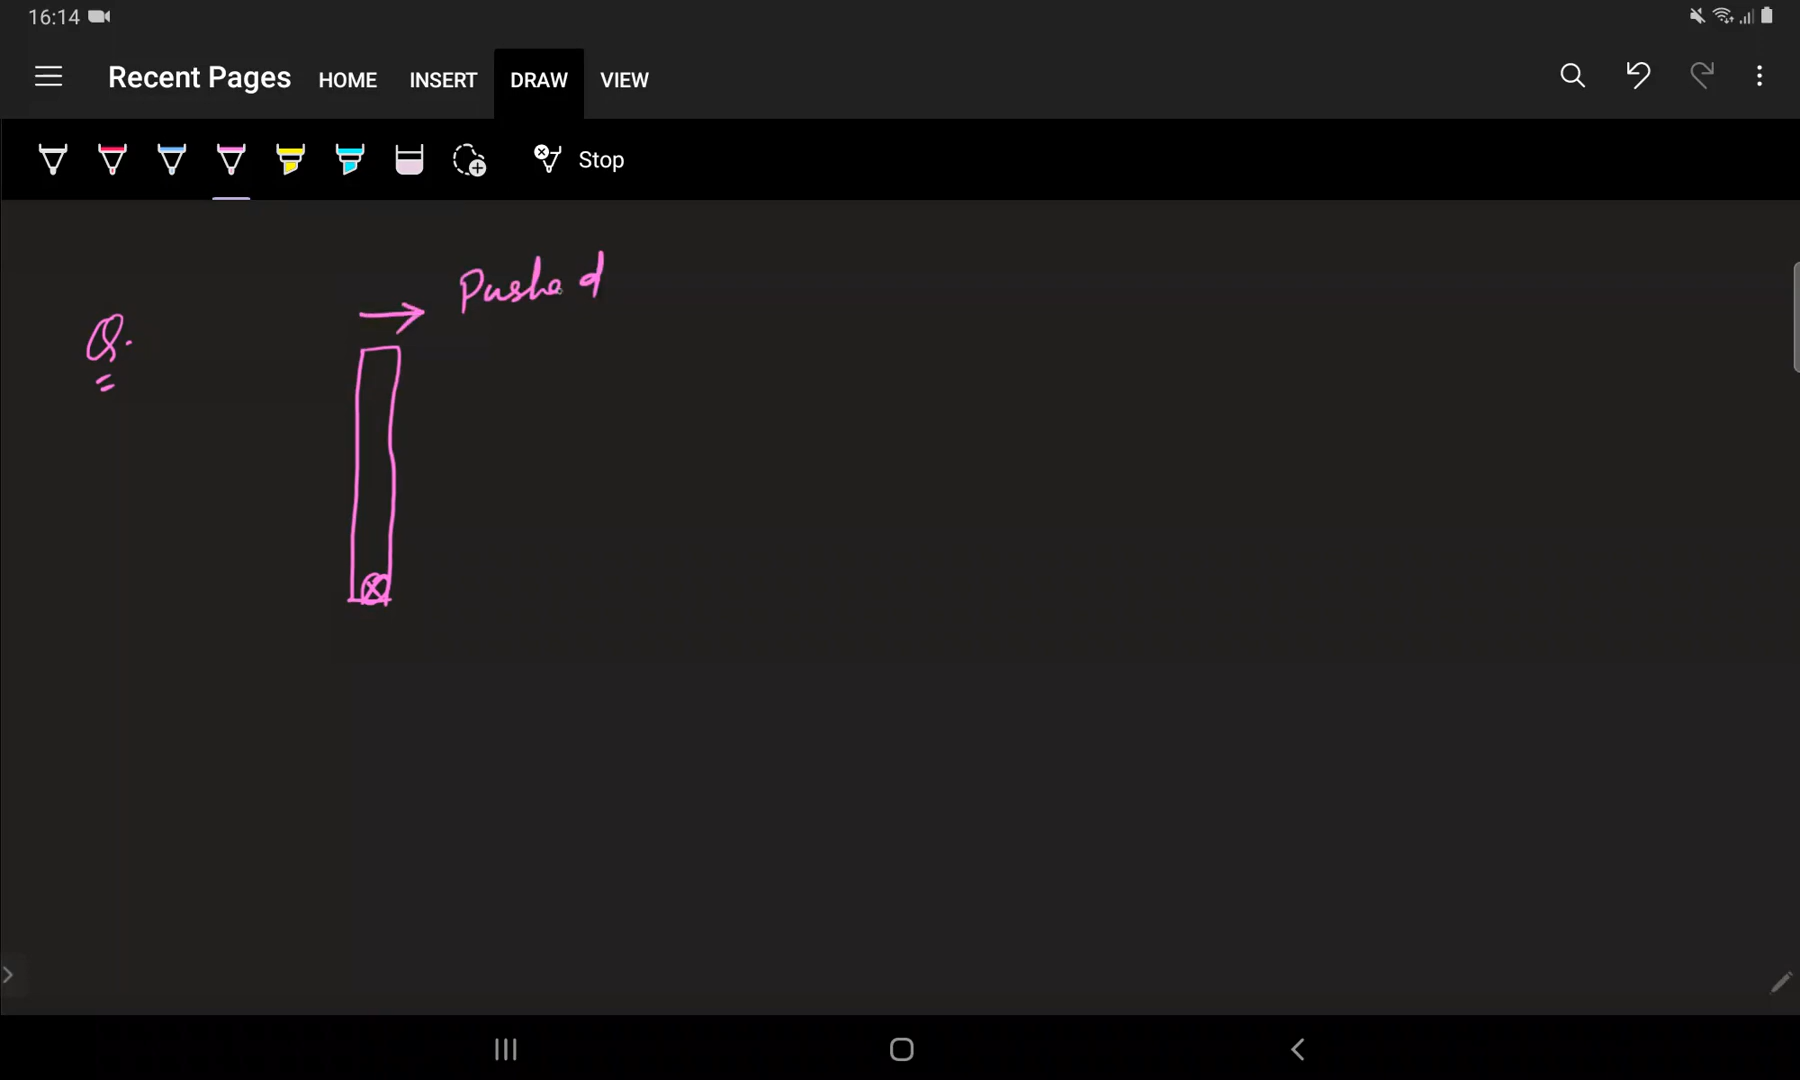 16:14
Recent Pages HOME INSERT DRAW VIEW
Stop
Pushed
Q.